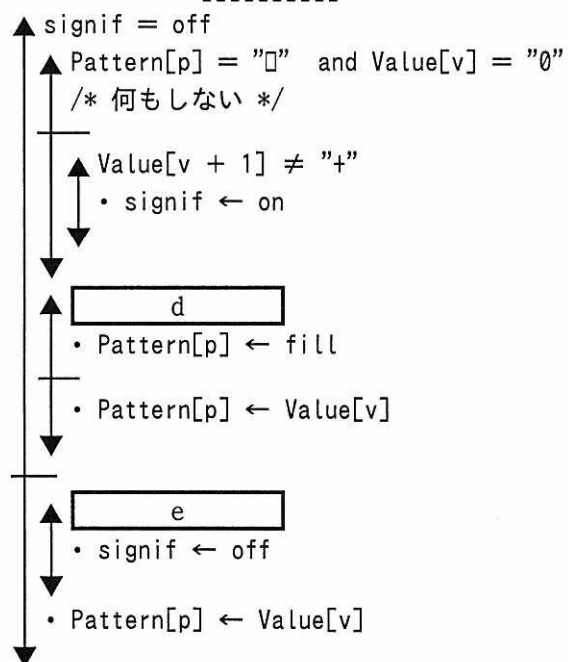 signif = off
Pattern[p] = ”□” and Value[v] = ”0”
/* 何もしない */
Value[v + 1] ≠ ”+”
・ signif ← on
d
・ Pattern[p] ← fill
・ Pattern[p] ← Value[v]
e
・ signif ← off
・ Pattern[p] ← Value[v]